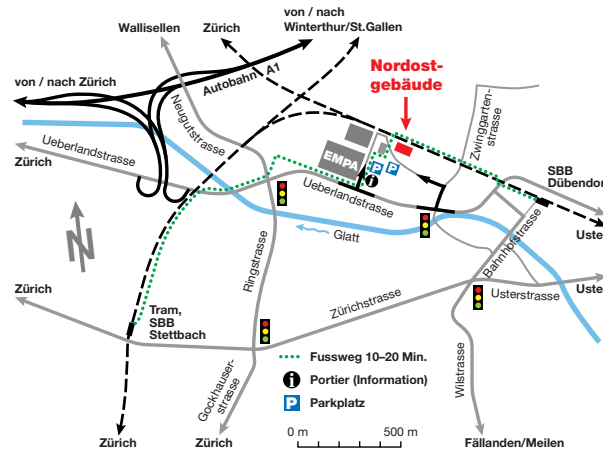 von / nach
Winterthur/St.Gallen
Wallisellen
Zürich
Nordost-
gebäude
von / nach Zürich
Autobahn A1
Neugutstrasse
Zwinggarten-
strasse
Ueberlandstrasse
Zürich
EMPA
P P
i
Ueberlandstrasse
SBB
Dübendorf
Uster
N
Glatt
Bahnhofstrasse
Ringstrasse
Zürich
Tram,
SBB
Stettbach
Zürichstrasse
Usterstrasse
Uster
Gockhauser-
strasse
Wilstrasse
Fussweg 10–20 Min.
i Portier (Information)
P Parkplatz
0 m 500 m
Zürich
Zürich
Fällanden/Meilen